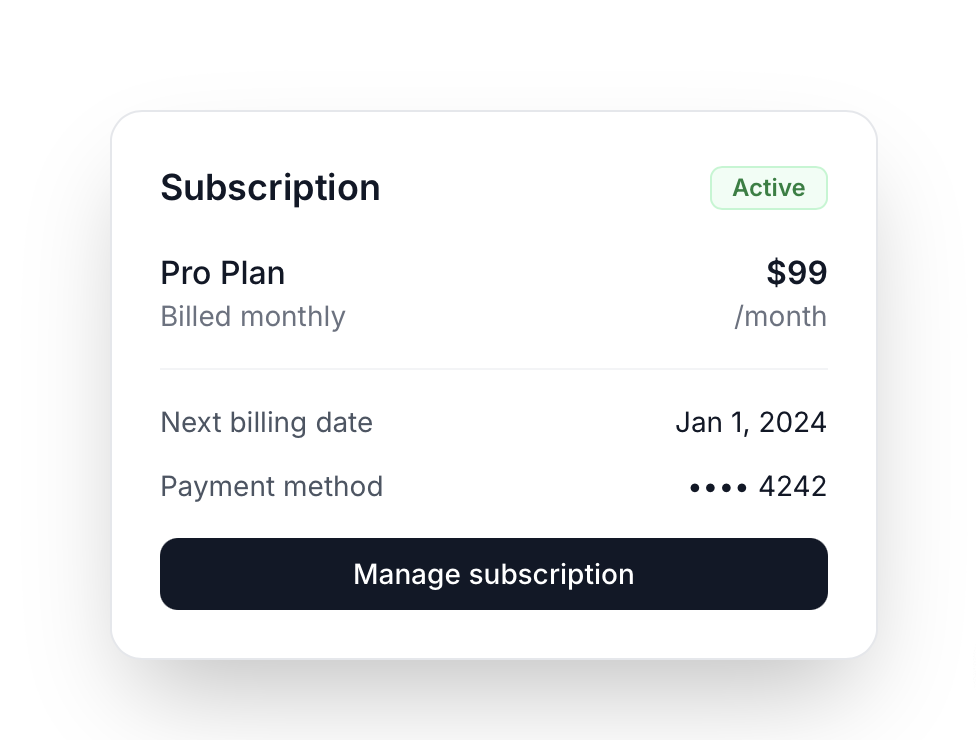 Subscription Active
Pro Plan $99
Billed monthly /month
Next billing date Jan 1, 2024
Payment method •••• 4242
Manage subscription